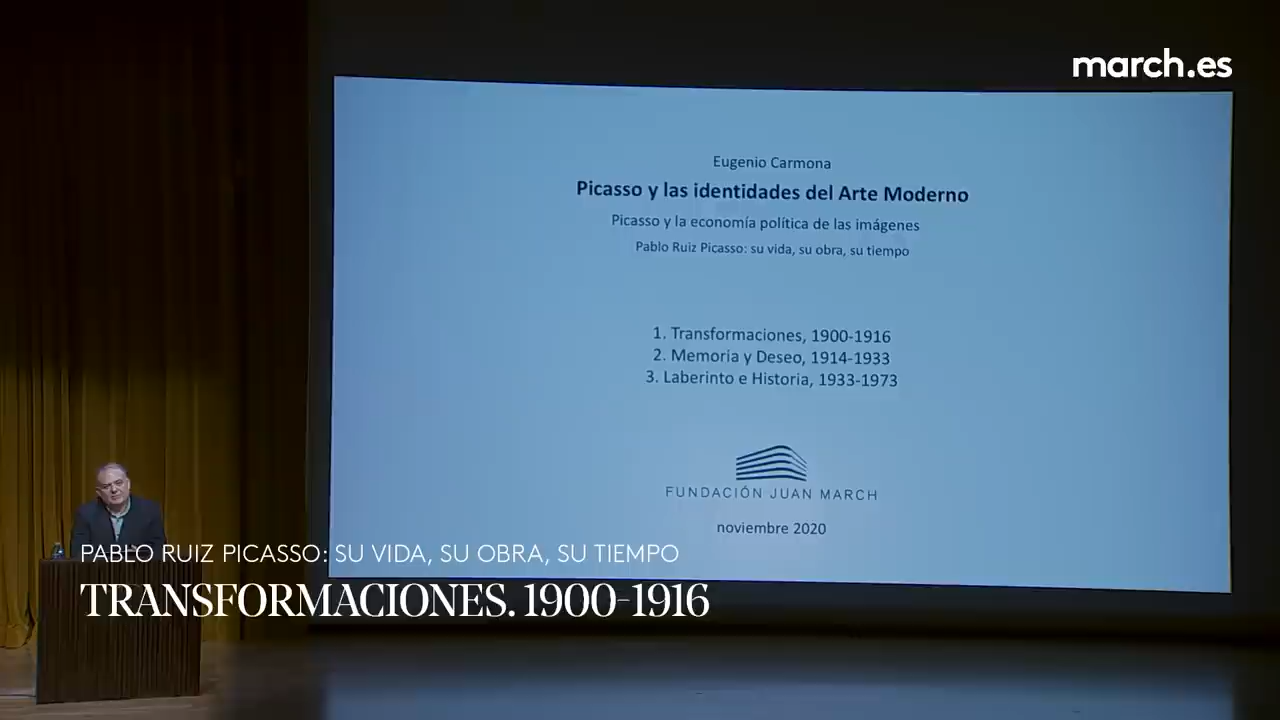 march.es
Eugenio Carmona
Picasso y las identidades del Arte Moderno
Picasso y la economía política de las imágenes
Pablo Ruiz Picasso: su vida, su obra, su tiempo
1. Transformaciones, 1900-1916
2. Memoria y Deseo, 1914-1933
3. Laberinto e Historia, 1933-1973
FUNDACIÓN JUAN MARCH
noviembre 2020
PABLO RUIZ PICASSO: SU VIDA, SU OBRA, SU TIEMPO
TRANSFORMACIONES. 1900-1916